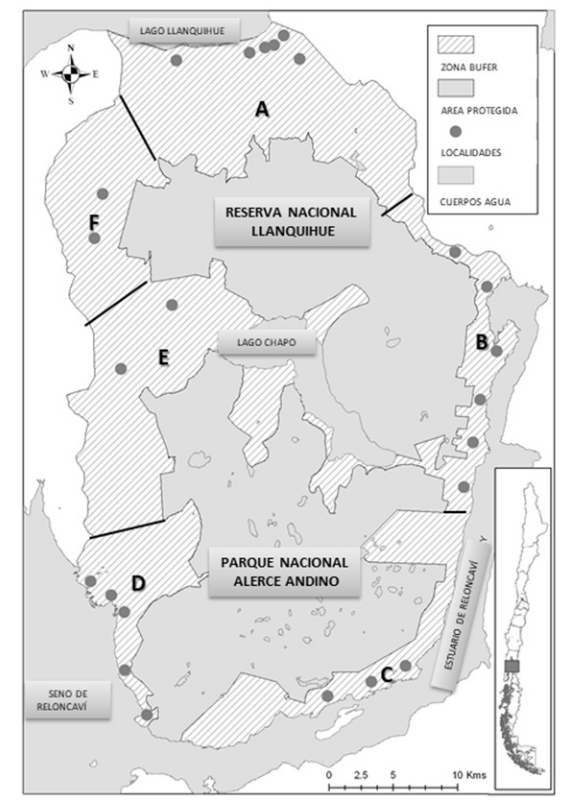 LAGO LLANQUIHUE
N
W E
S
ZONA BUFER
AREA PROTEGIDA
LOCALIDADES
CUERPOS AGUA
A
RESERVA NACIONAL
LLANQUIHUE
F
B
LAGO CHAPO
E
PARQUE NACIONAL
ALERCE ANDINO
D
ESTUARIO DE RELONCAVÍ
C
SENO DE
RELONCAVÍ
0 2.5 5 10 Kms